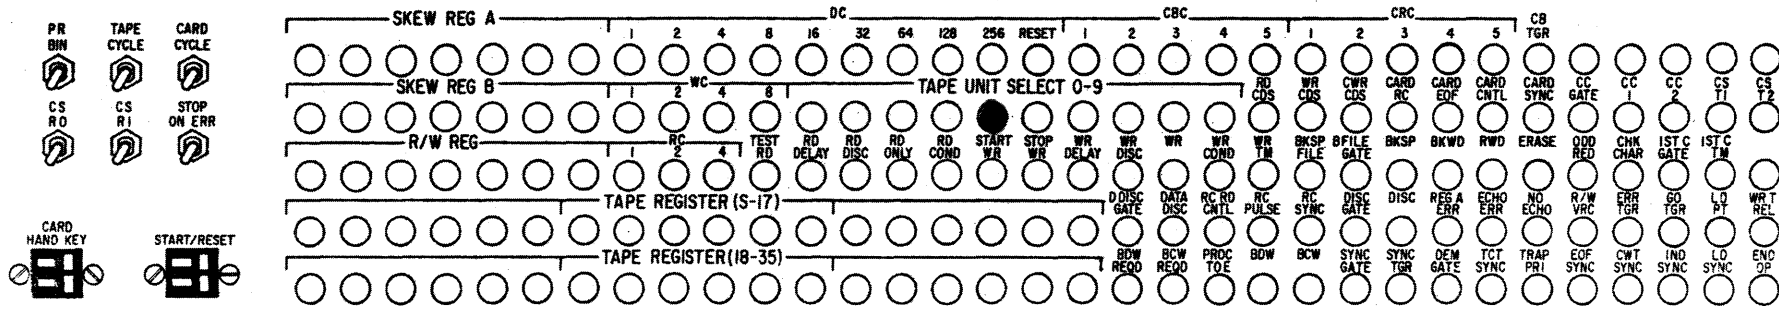 PR BIN
TAPE CYCLE
CARD CYCLE
CS RO
CS RI
STOP ON ERR
CARD HAND KEY
START/RESET
SKEW REG A DC CBC CRC CB TGR
1 2 4 8 16 32 64 128 256 RESET 1 2 3 4 5 1 2 3 4 5
SKEW REG B WC TAPE UNIT SELECT 0-9 RD CDS WR CDS CWR CDS CARD RC CARD EOF CARD CNTL CARD SYNC CC GATE CC 1 CC 2 CS T1 CS T2
1 2 4 8
R/W REG RC TEST RD RD DELAY RD DISC RD ONLY RD COND START WR STOP WR WR DELAY WR DISC WR WR COND WR TM BKSP FILE BFILE GATE BKSP BKWD RWD ERASE ODD RED CHK CHAR IST C GATE IST C TM
1 2 4
TAPE REGISTER (S-17) D DISC GATE DATA DISC RC RD CNTL RC PULSE RC SYNC DISC GATE DISC REG A ERR ECHO ERR NO ECHO R/W VRC ERR TGR GO TGR LD PT WRT REL
TAPE REGISTER (18-35) BDW REQD BCW REQD PROC TOE BDW BCW SYNC GATE SYNC TGR DEM GATE TCT SYNC TRAP PRI EOF SYNC CWT SYNC IND SYNC LD SYNC END OP